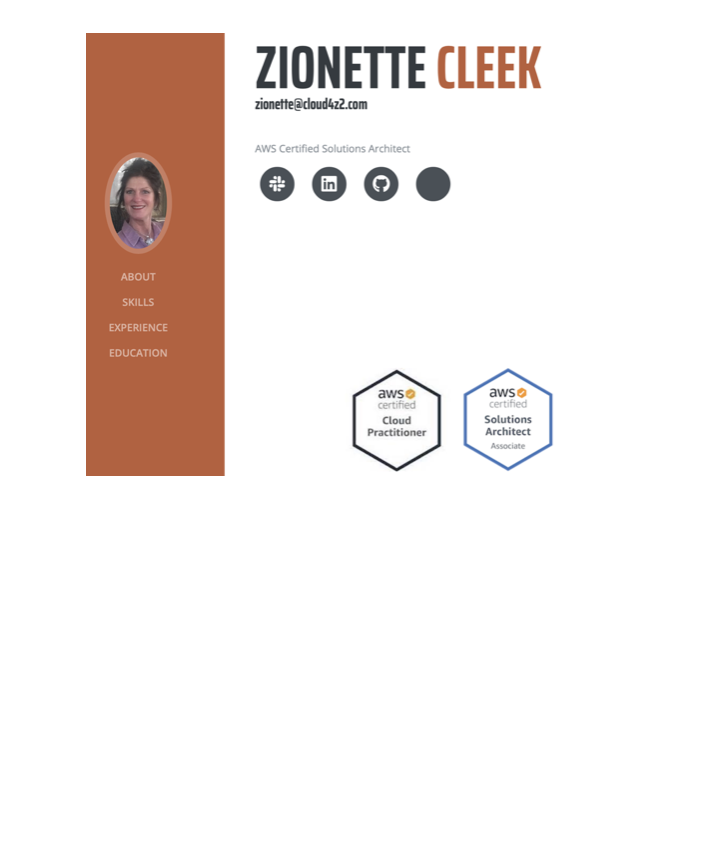 ZIONETTE CLEEK
zionette@cloud4z2.com
AWS Certified Solutions Architect
in
ABOUT
SKILLS
EXPERIENCE
EDUCATION
aws
certified
Cloud
Practitioner
aws
certified
Solutions
Architect
Associate